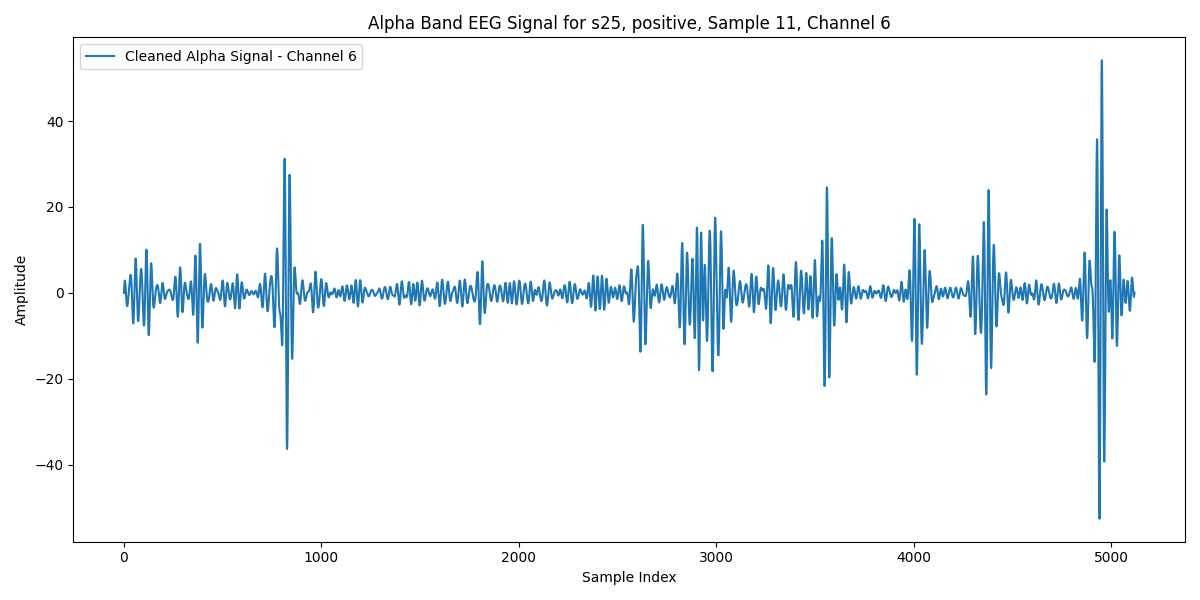 Alpha Band EEG Signal for s25, positive, Sample 11, Channel 6
Cleaned Alpha Signal - Channel 6
Amplitude
40
20
0
−20
−40
0 1000 2000 3000 4000 5000
Sample Index